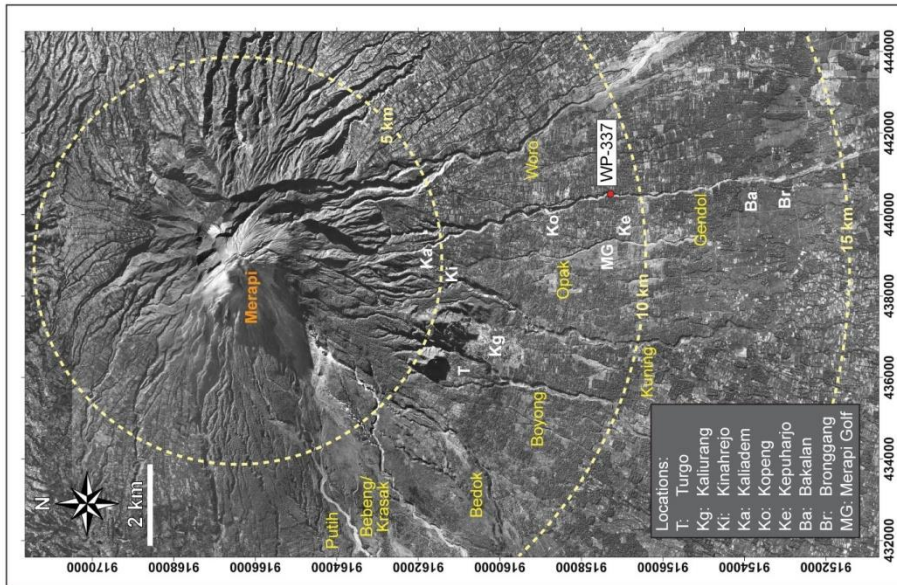 N
2 km
Merapi
5 km
10 km
15 km
Putih
Bebeng/
Krasak
Bedok
Boyong
Kuning
Opak
Gendol
Woro
WP-337
T
Kg
Ki
Ka
Ko
Ke
MG
Ba
Br
Locations:
T: Turgo
Kg: Kaliurang
Ki: Kinahrejo
Ka: Kaliadem
Ko: Kopeng
Ke: Kepuharjo
Ba: Bakalan
Br: Bronggang
MG: Merapi Golf
9170000
9168000
9166000
9164000
9162000
9160000
9158000
9156000
9154000
9152000
432000
434000
436000
438000
440000
442000
444000